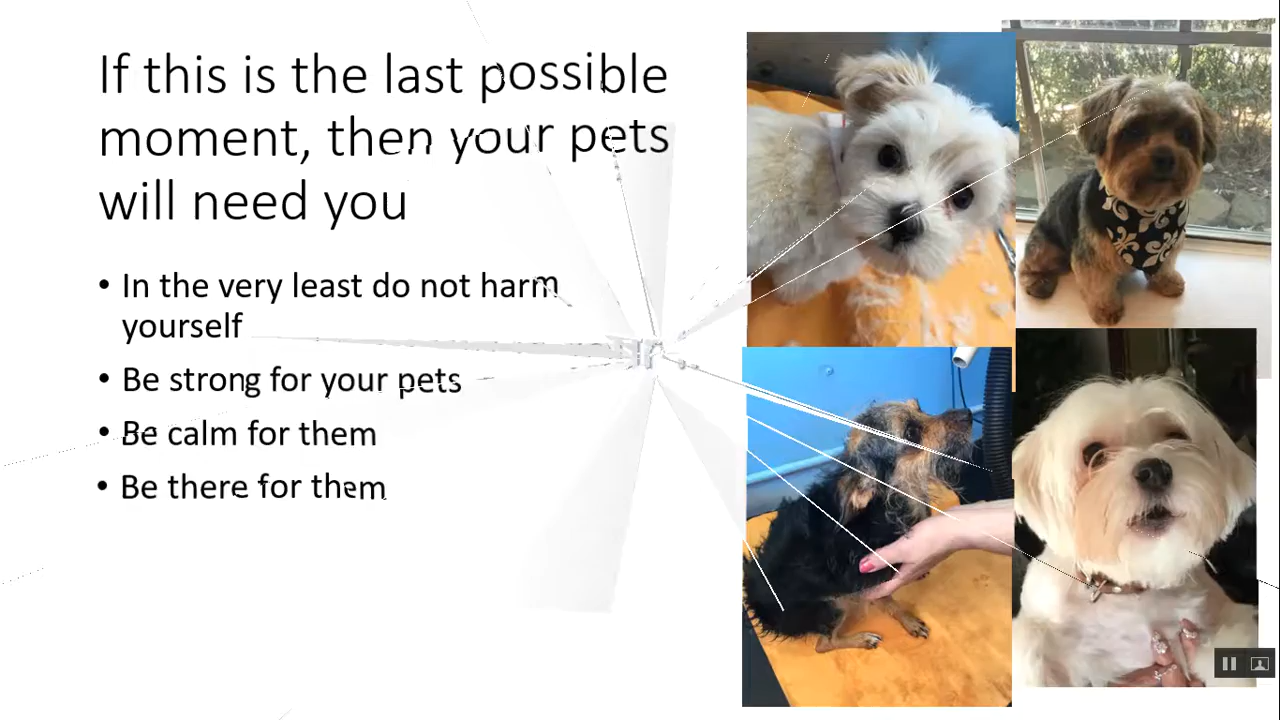 If this is the last possible
moment, then your pets
will need you
• In the very least do not harm
yourself
• Be strong for your pets
• Be calm for them
• Be there for them